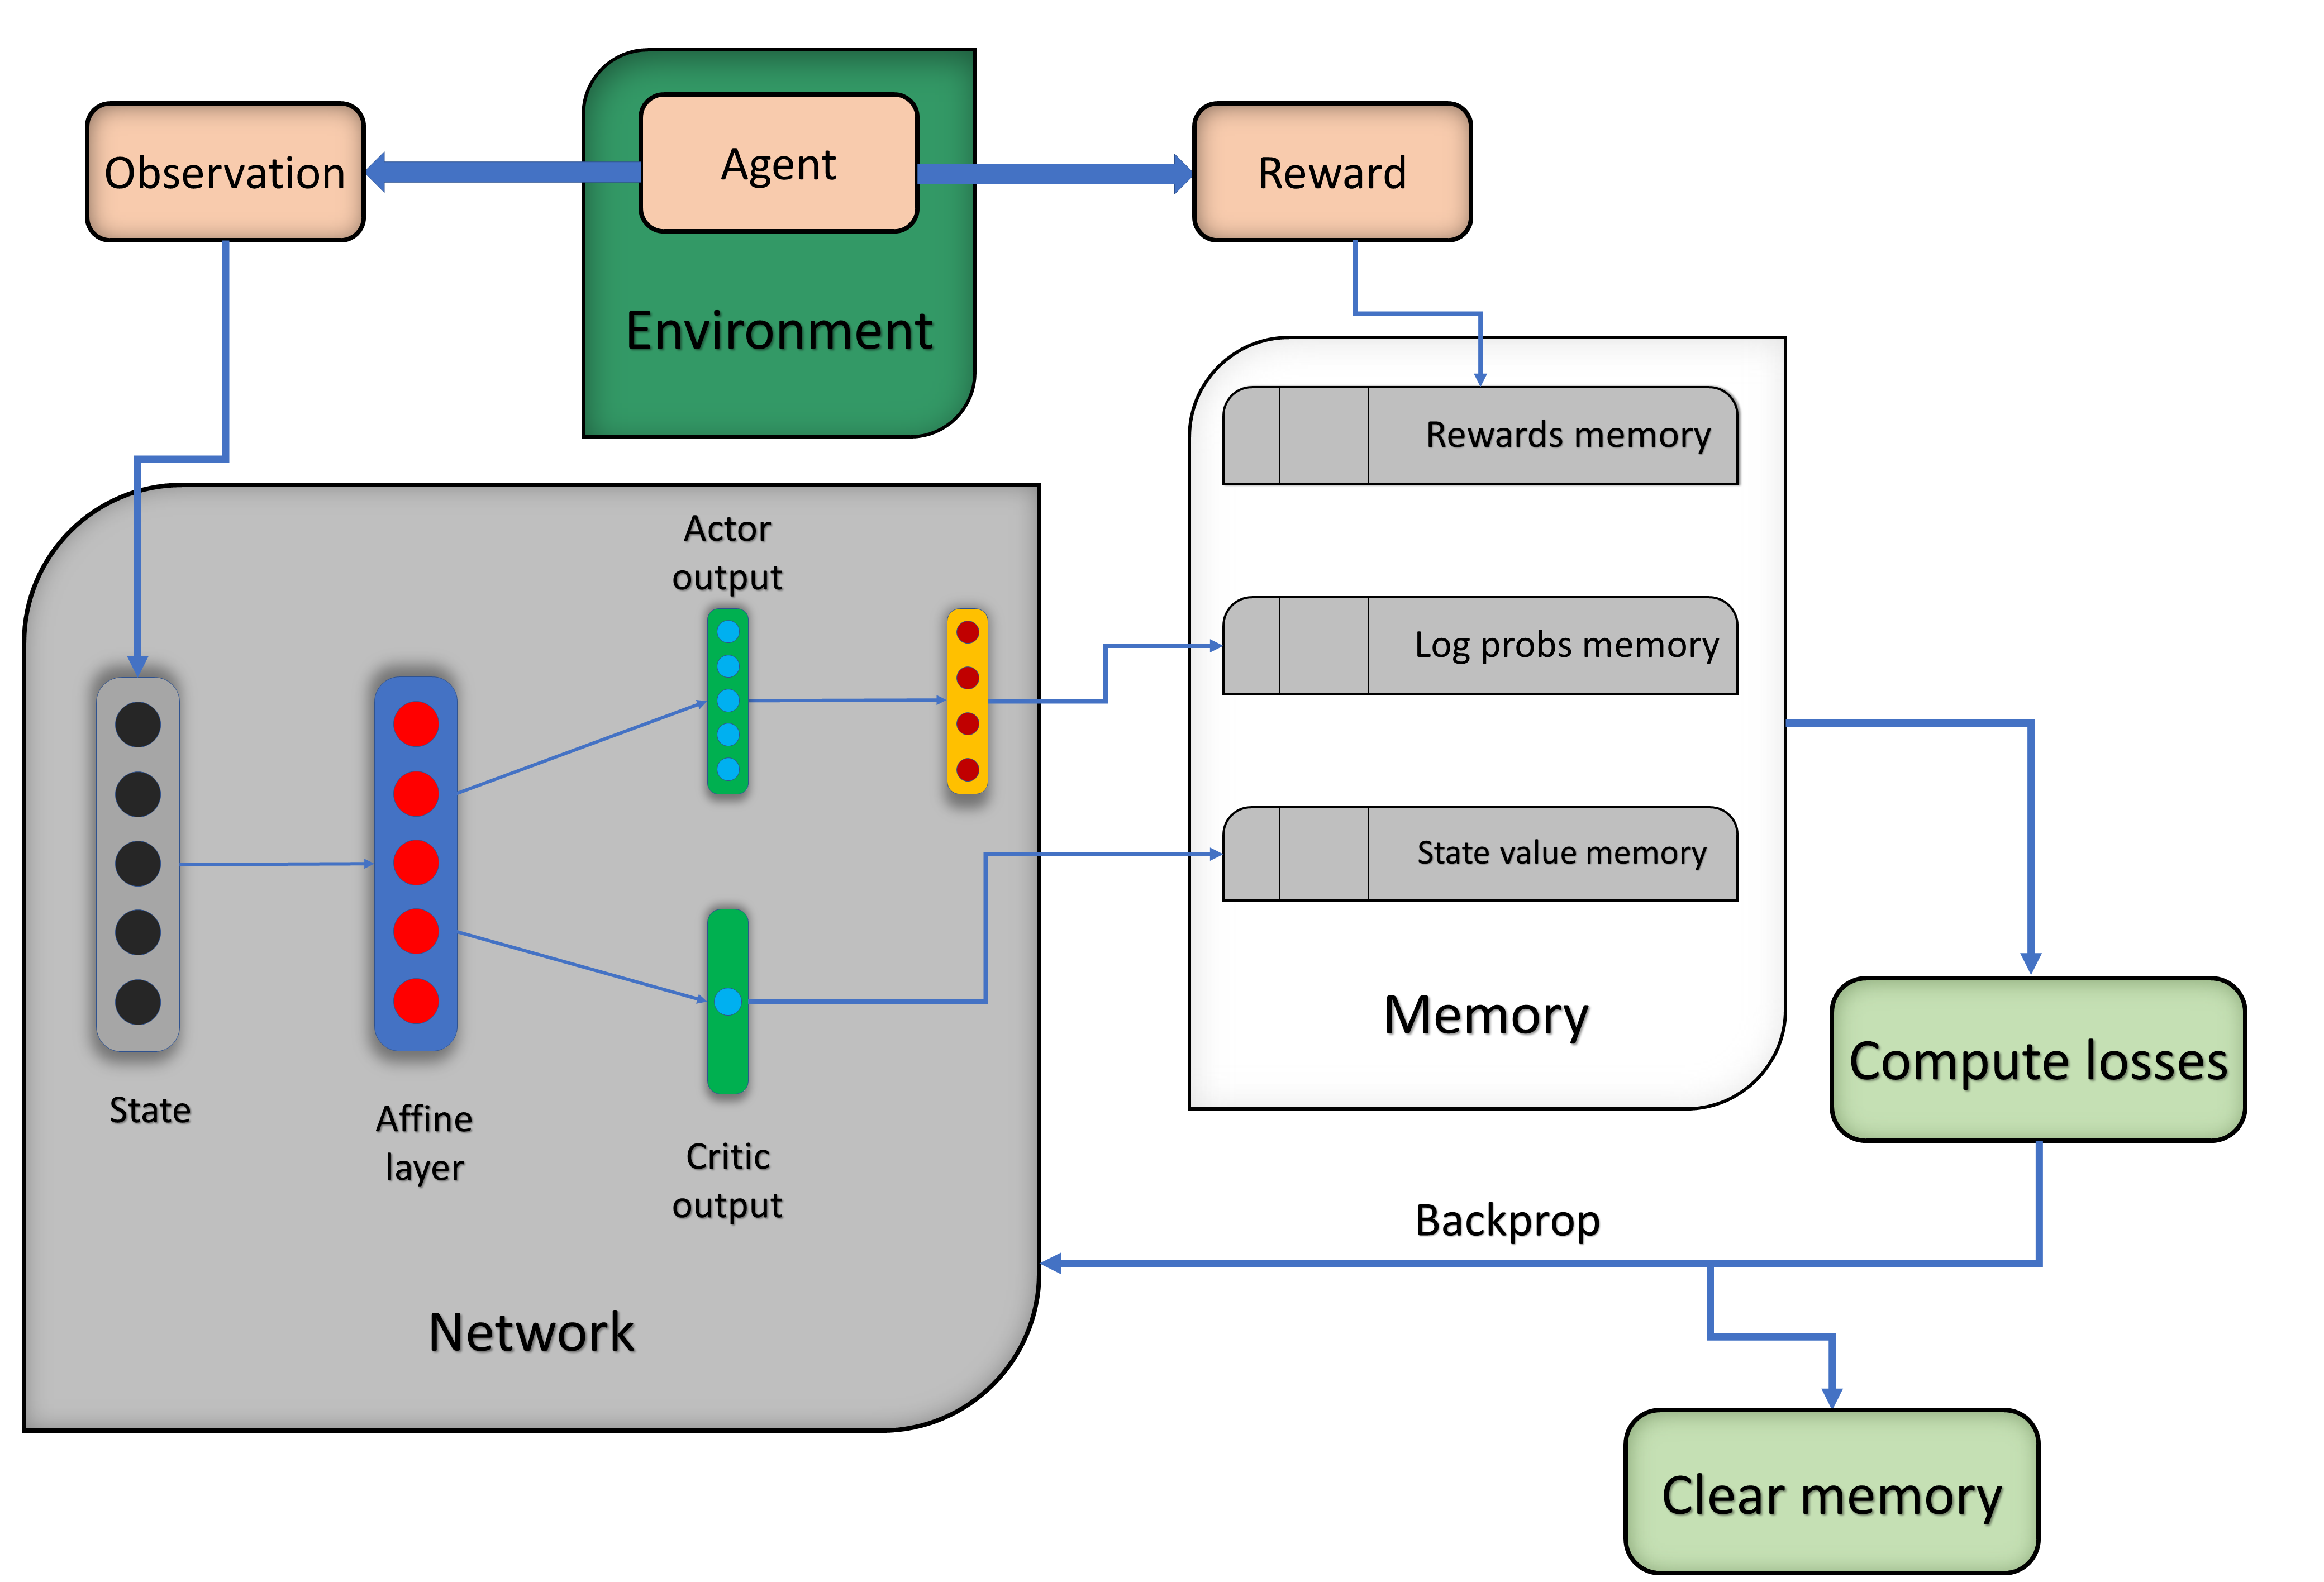 Observation
Agent
Reward
Environment
Rewards memory
Actor
output
Log probs memory
State value memory
Memory
State
Affine
layer
Critic
output
Compute losses
Backprop
Network
Clear memory